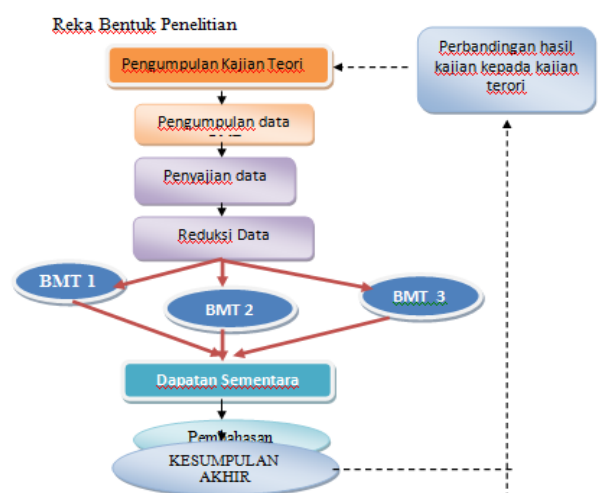 Reka Bentuk Penelitian
Pengumpulan Kajian Teori
Perbandingan hasil
kajian kepada kajian
terori
Pengumpulan data
Penyajian data
Reduksi Data
BMT 1
BMT 2
BMT 3
Dapatan Sementara
Pembahasan
KESUMPULAN
AKHIR